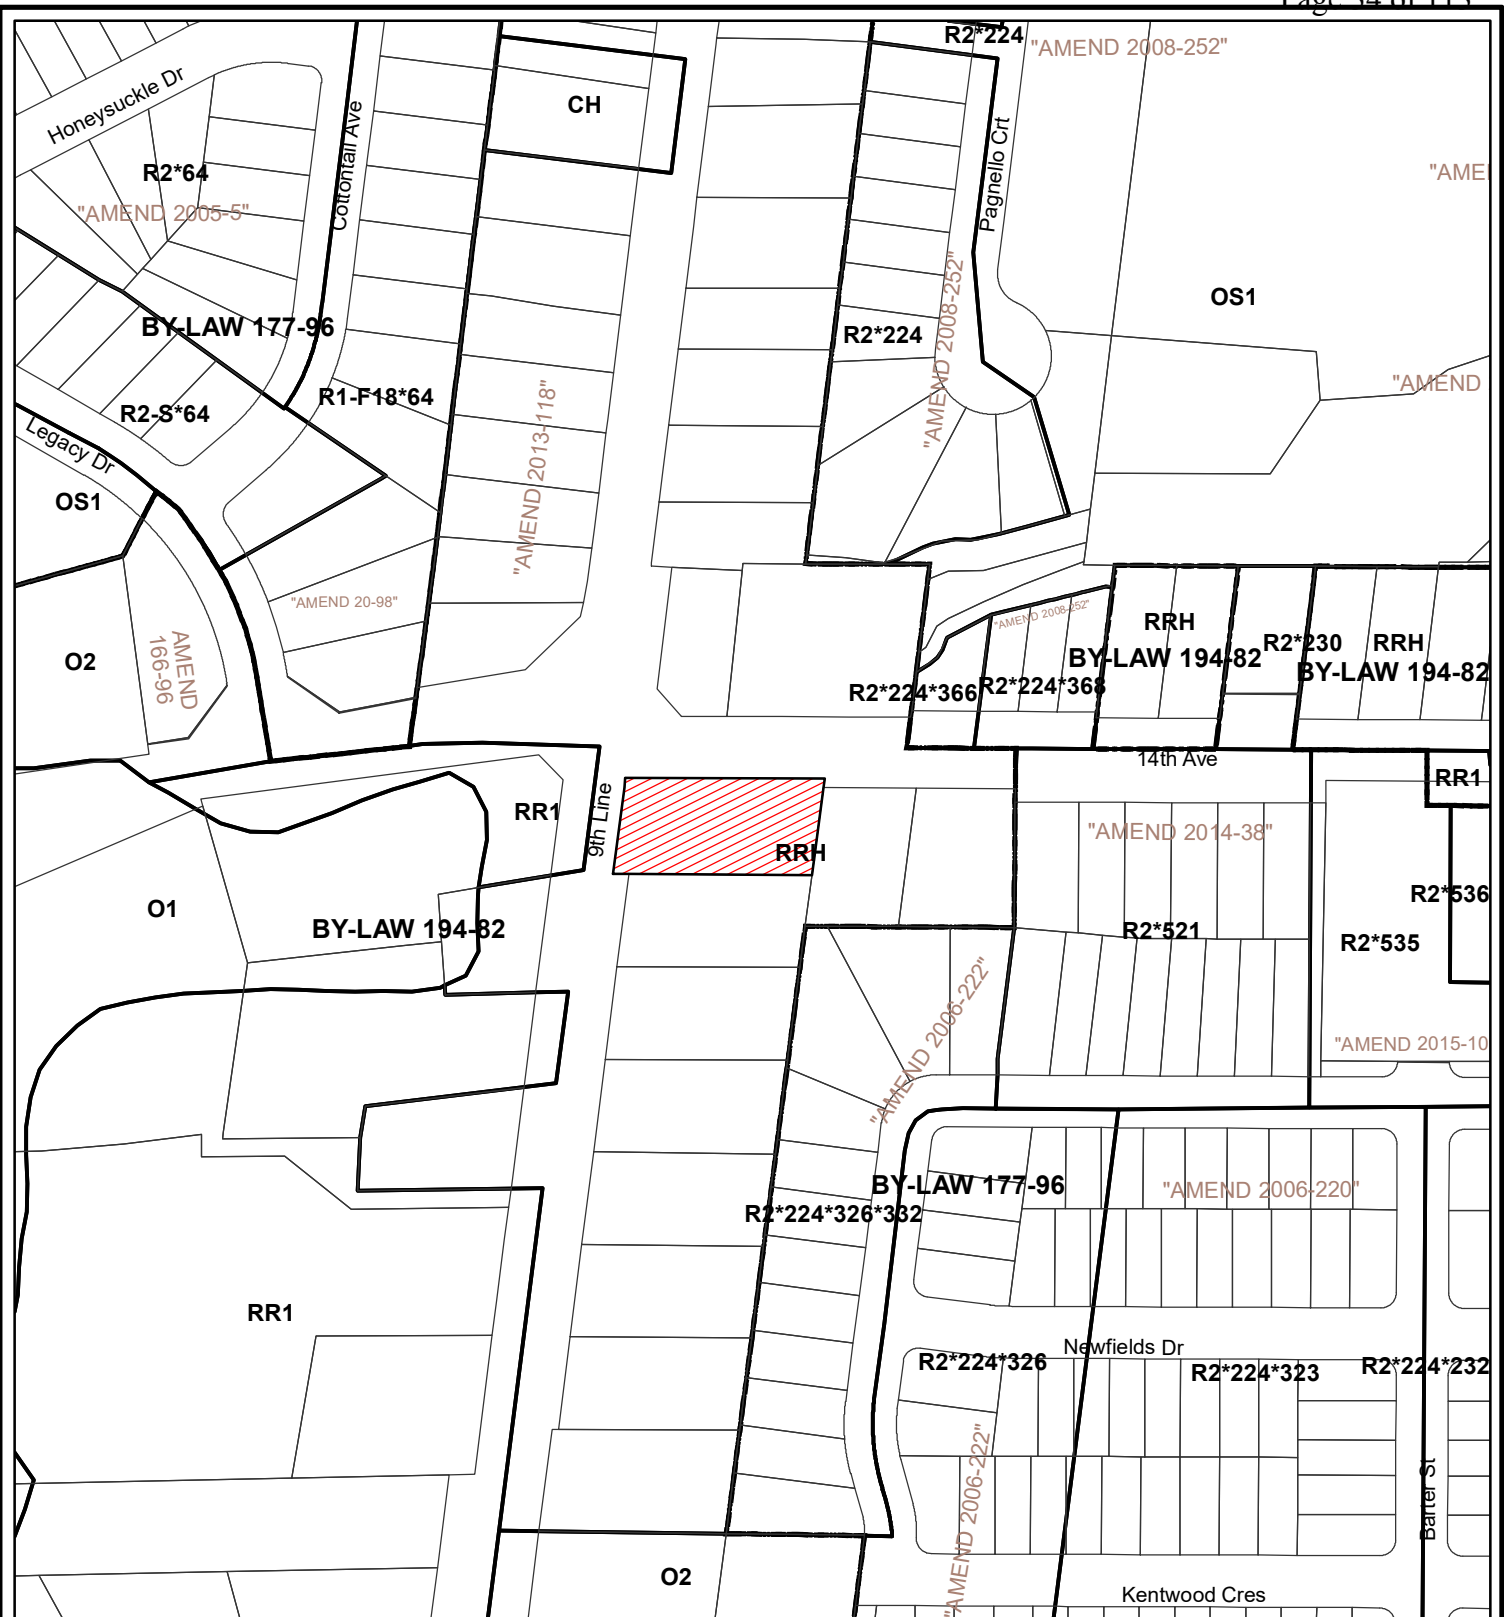 R2*224
"AMEND 2008-252"
Honeysuckle Dr
CH
Cottontail Ave
Pagnello Crt
R2*64
"AMEND 2005-5"
"AMEND 2008-252"
OS1
BY-LAW 177-96
R2*224
R1-F18*64
"AMEND
R2-S*64
Legacy Dr
"AMEND 2013-118"
OS1
"AMEND 20-98"
"AMEND 2008-252"
RRH
BY-LAW 194-82
R2*230
RRH
BY-LAW 194-82
O2
AMEND
166-96
R2*224*366
R2*224*368
14th Ave
RR1
RR1
9th Line
RRH
"AMEND 2014-38"
R2*536
O1
BY-LAW 194-82
R2*521
R2*535
"AMEND 2006-222"
"AMEND 2015-10
BY-LAW 177-96
"AMEND 2006-220"
R2*224*326*332
RR1
Newfields Dr
R2*224*326
R2*224*323
R2*224*232
"AMEND 2006-222"
Barter St
O2
Kentwood Cres